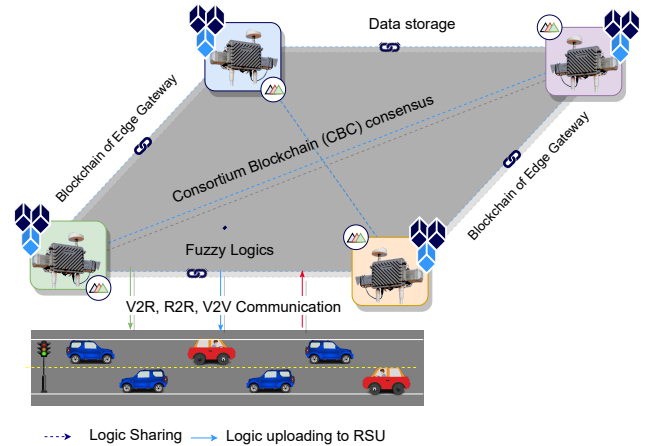 Data storage
Blockchain of Edge Gateway
Consortium Blockchain (CBC) consensus
Blockchain of Edge Gateway
Fuzzy Logics
V2R, R2R, V2V Communication
Logic Sharing
Logic uploading to RSU